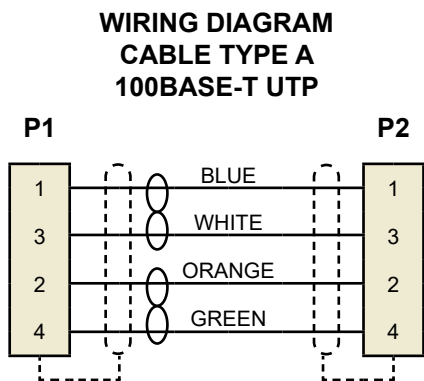 WIRING DIAGRAM
CABLE TYPE A
100BASE-T UTP
P1 P2
1 BLUE 1
3 WHITE 3
2 ORANGE 2
4 GREEN 4